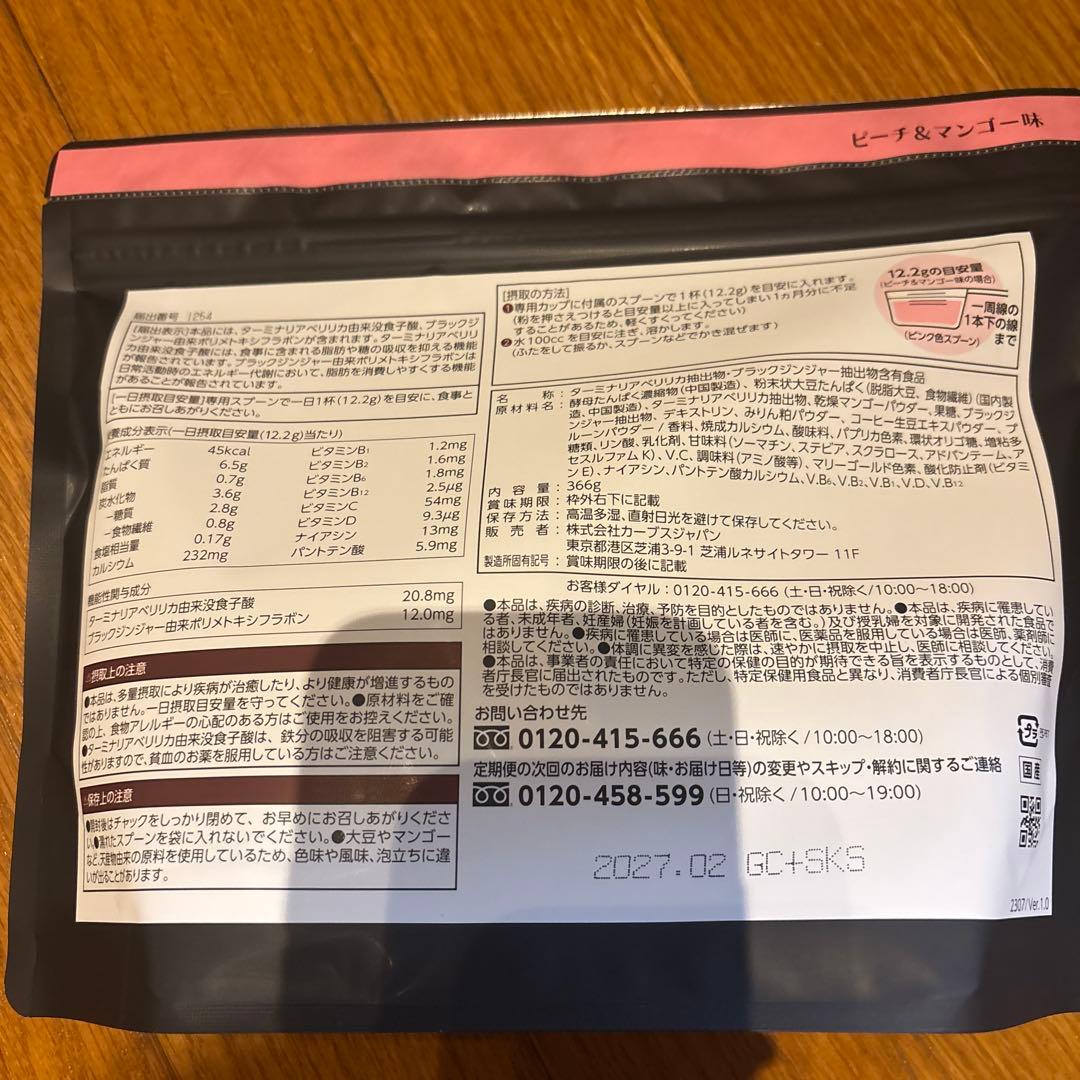 ピーチ&マンゴー味
届出番号 I254
[届出表示]本品には、ターミナリアベリリカ由来没食子酸、ブラックジ
ンジャー由来ポリメトキシフラボンが含まれます。ターミナリアベリリ
カ由来没食子酸には、食事に含まれる脂肪や糖の吸収を抑える機能
が報告されています。ブラックジンジャー由来ポリメトキシフラボンは
日常活動時のエネルギー代謝において、脂肪を消費しやすくする機能
があることが報告されています。
[一日摂取目安量]専用スプーンで一日1杯(12.2g)を目安に、食事と
ともにお召しあがりください。
養成分表示(一日摂取目安量(12.2g)当たり)
エネルギー 45kcal ビタミンB1 1.2mg
たんぱく質 6.5g ビタミンB2 1.6mg
脂質 0.7g ビタミンB6 1.8mg
炭水化物 3.6g ビタミンB12 2.5μg
－糖質 2.8g ビタミンC 54mg
－食物繊維 0.8g ビタミンD 9.3μg
食塩相当量 0.17g ナイアシン 13mg
カルシウム 232mg パントテン酸 5.9mg
機能性関与成分
ターミナリアベリリカ由来没食子酸 20.8mg
ブラックジンジャー由来ポリメトキシフラボン 12.0mg
摂取上の注意
●本品は、多量摂取により疾病が治癒したり、より健康が増進するもの
ではありません。一日摂取目安量を守ってください。●原材料をご確
認の上、食物アレルギーの心配のある方はご使用をお控えください。
●ターミナリアベリリカ由来没食子酸は、鉄分の吸収を阻害する可能
性がありますので、貧血のお薬を服用している方はご注意ください。
保存上の注意
●開封後はチャックをしっかり閉めて、お早めにお召しあがりくださ
い。●濡れたスプーンを袋に入れないでください。●大豆やマンゴー
など、天産物由来の原料を使用しているため、色味や風味、泡立ちに違
いが出ることがあります。
[摂取の方法]
❶専用カップに付属のスプーンで1杯(12.2g)を目安に入れます。
(粉を押さえつけると目安量以上に入ってしまい1ヵ月分に不足
することがあるため、軽くすくってください)
❷水100ccを目安に注ぎ、溶かします。
(ふたをして振るか、スプーンなどでかき混ぜます)
12.2gの目安量
(ピーチ&マンゴー味の場合)
一周線の
1本下の線
まで
(ピンク色スプーン)
名称：ターミナリアベリリカ抽出物・ブラックジンジャー抽出物含有食品
原材料名：酵母たんぱく濃縮物(中国製造)、粉末状大豆たんぱく(脱脂大豆、食物繊維)(国内製
造、中国製造)、ターミナリアベリリカ抽出物、乾燥マンゴーパウダー、果糖、ブラックジ
ンジャー抽出物、デキストリン、みりん粕パウダー、コーヒー生豆エキスパウダー、プ
ルーンパウダー/香料、焼成カルシウム、酸味料、パプリカ色素、環状オリゴ糖、増粘多
糖類、リン酸、乳化剤、甘味料(ソーマチン、ステビア、スクラロース、アドバンテーム、ア
セスルファムK)、V.C、調味料(アミノ酸等)、マリーゴールド色素、酸化防止剤(ビタミ
ンE)、ナイアシン、パントテン酸カルシウム、V.B6、V.B2、V.B1、V.D、V.B12
内容量：366g
賞味期限：枠外右下に記載
保存方法：高温多湿、直射日光を避けて保存してください。
販売者：株式会社カーブスジャパン
東京都港区芝浦3-9-1 芝浦ルネサイトタワー 11F
製造所固有記号：賞味期限の後に記載
お客様ダイヤル：0120-415-666(土・日・祝除く/10:00〜18:00)
●本品は、疾病の診断、治療、予防を目的としたものではありません。●本品は、疾病に罹患してい
る者、未成年者、妊産婦(妊娠を計画している者を含む。)及び授乳婦を対象に開発された食品で
はありません。●疾病に罹患している場合は医師に、医薬品を服用している場合は医師、薬剤師に
相談してください。●体調に異変を感じた際は、速やかに摂取を中止し、医師に相談してください。
●本品は、事業者の責任において特定の保健の目的が期待できる旨を表示するものとして、消費
者庁長官に届出されたものです。ただし、特定保健用食品と異なり、消費者庁長官による個別審査
を受けたものではありません。
お問い合わせ先
0120-415-666(土・日・祝除く/10:00〜18:00)
定期便の次回のお届け内容(味・お届け日等)の変更やスキップ・解約に関するご連絡
0120-458-599(日・祝除く/10:00〜19:00)
プラ
国産
2027.02 GC+SKS
2307/Ver.1.0